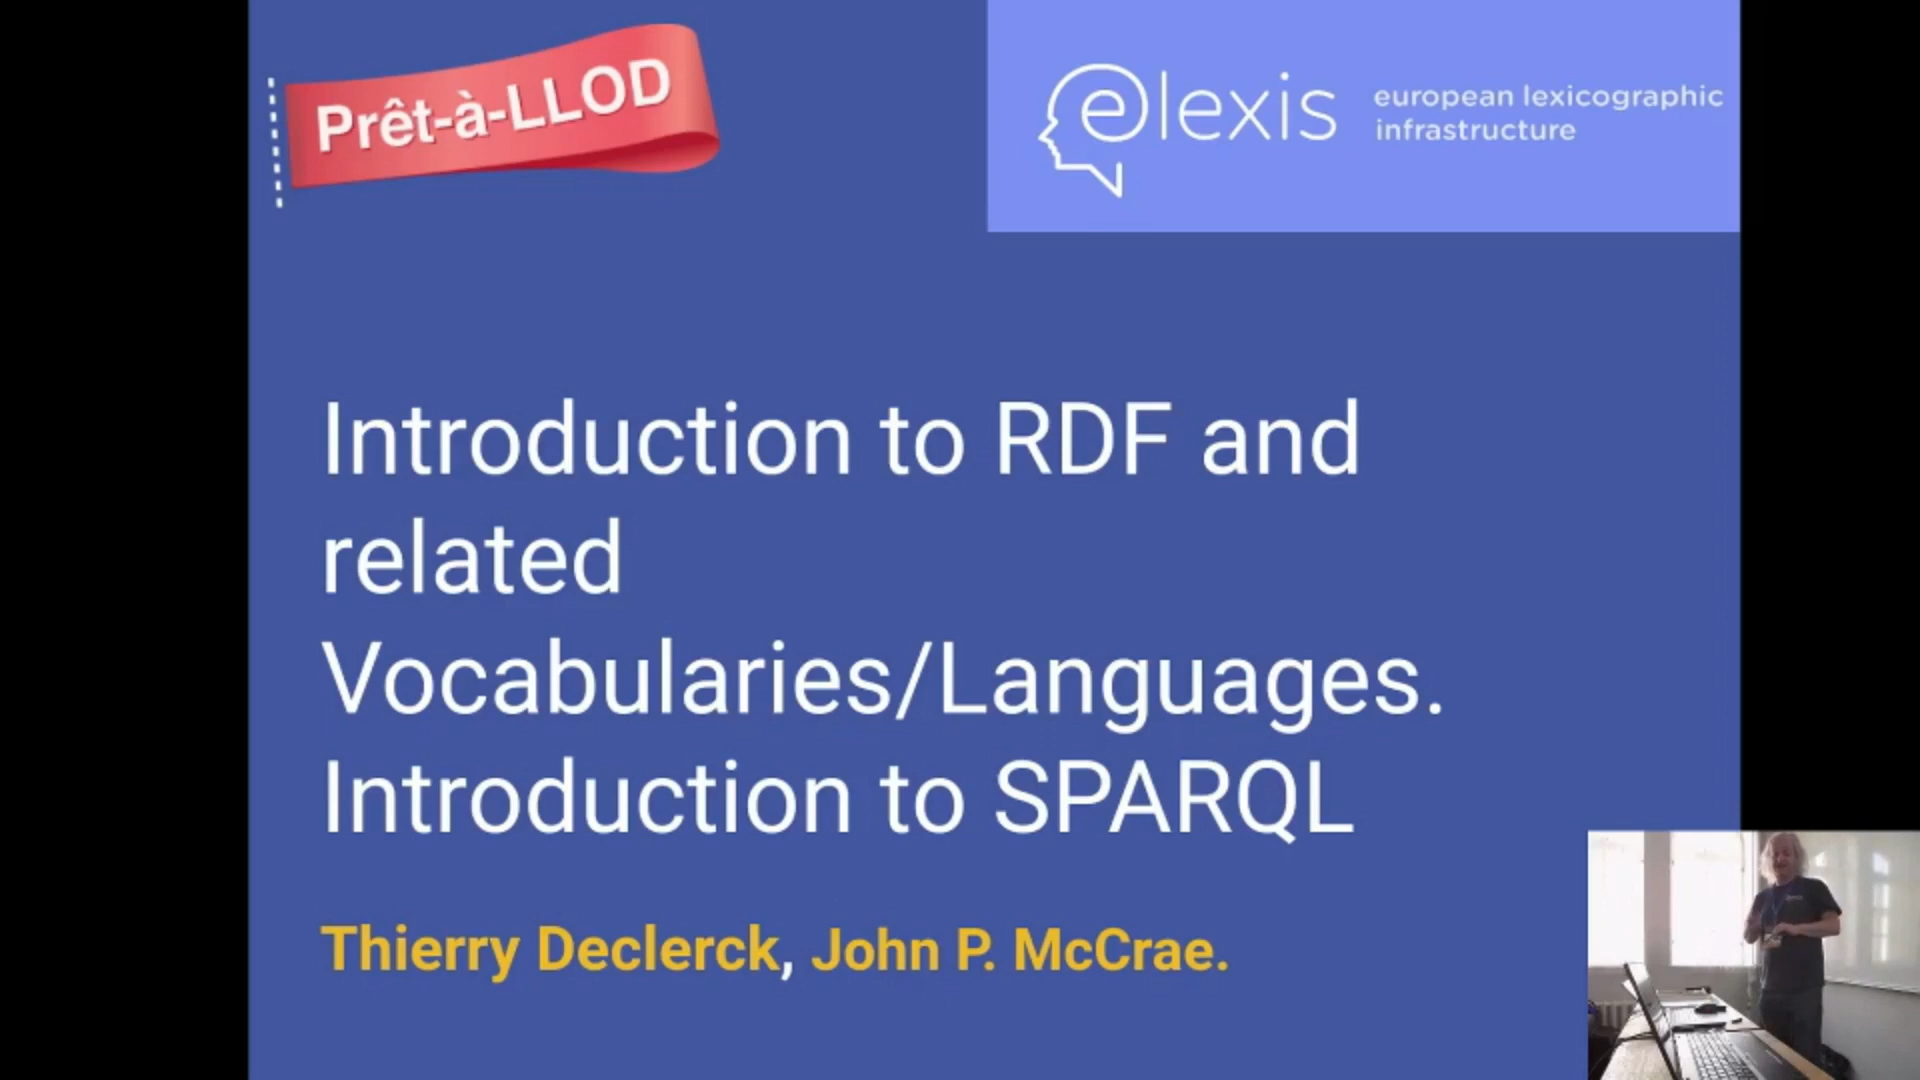 Prêt-à-LLOD
elexis
european lexicographic
infrastructure
Introduction to RDF and
related
Vocabularies/Languages.
Introduction to SPARQL
Thierry Declerck, John P. McCrae.